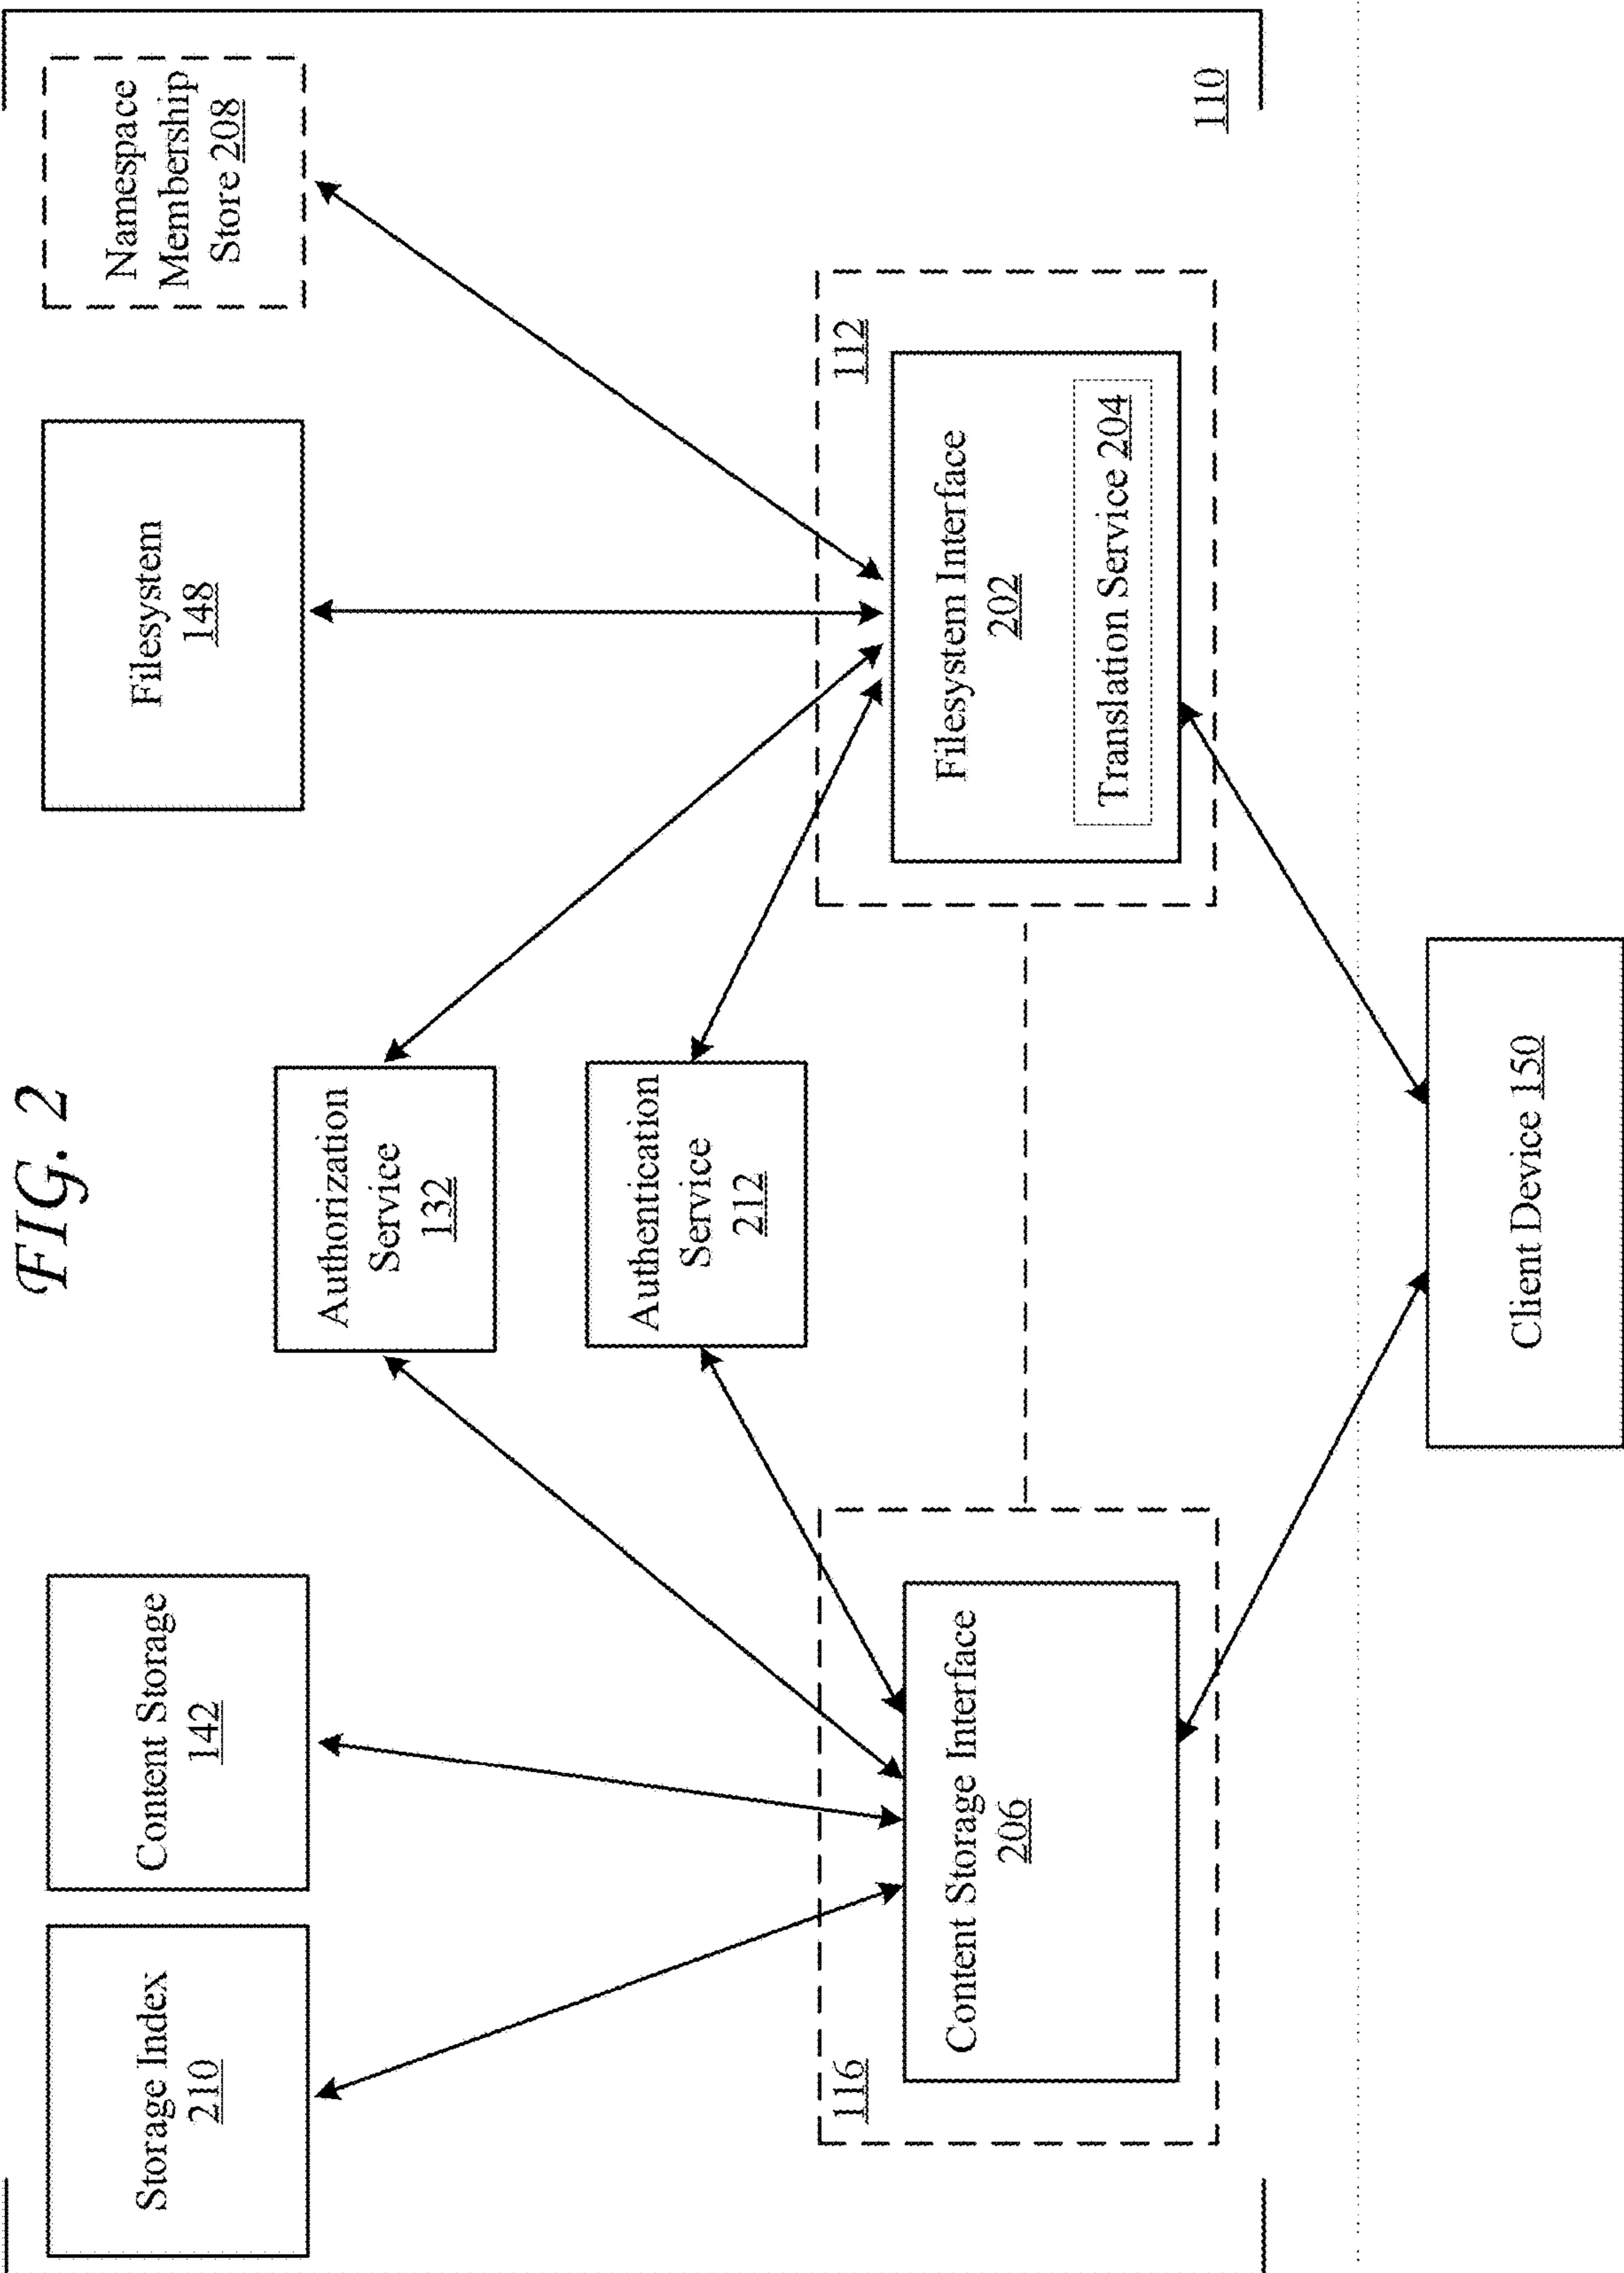 FIG. 2
Storage Index
210
Content Storage
142
Authorization
Service
132
Authentication
Service
212
Filesystem
148
Namespace
Membership
Store 208
116
Content Storage Interface
206
112
Filesystem Interface
202
Translation Service 204
110
Client Device 150